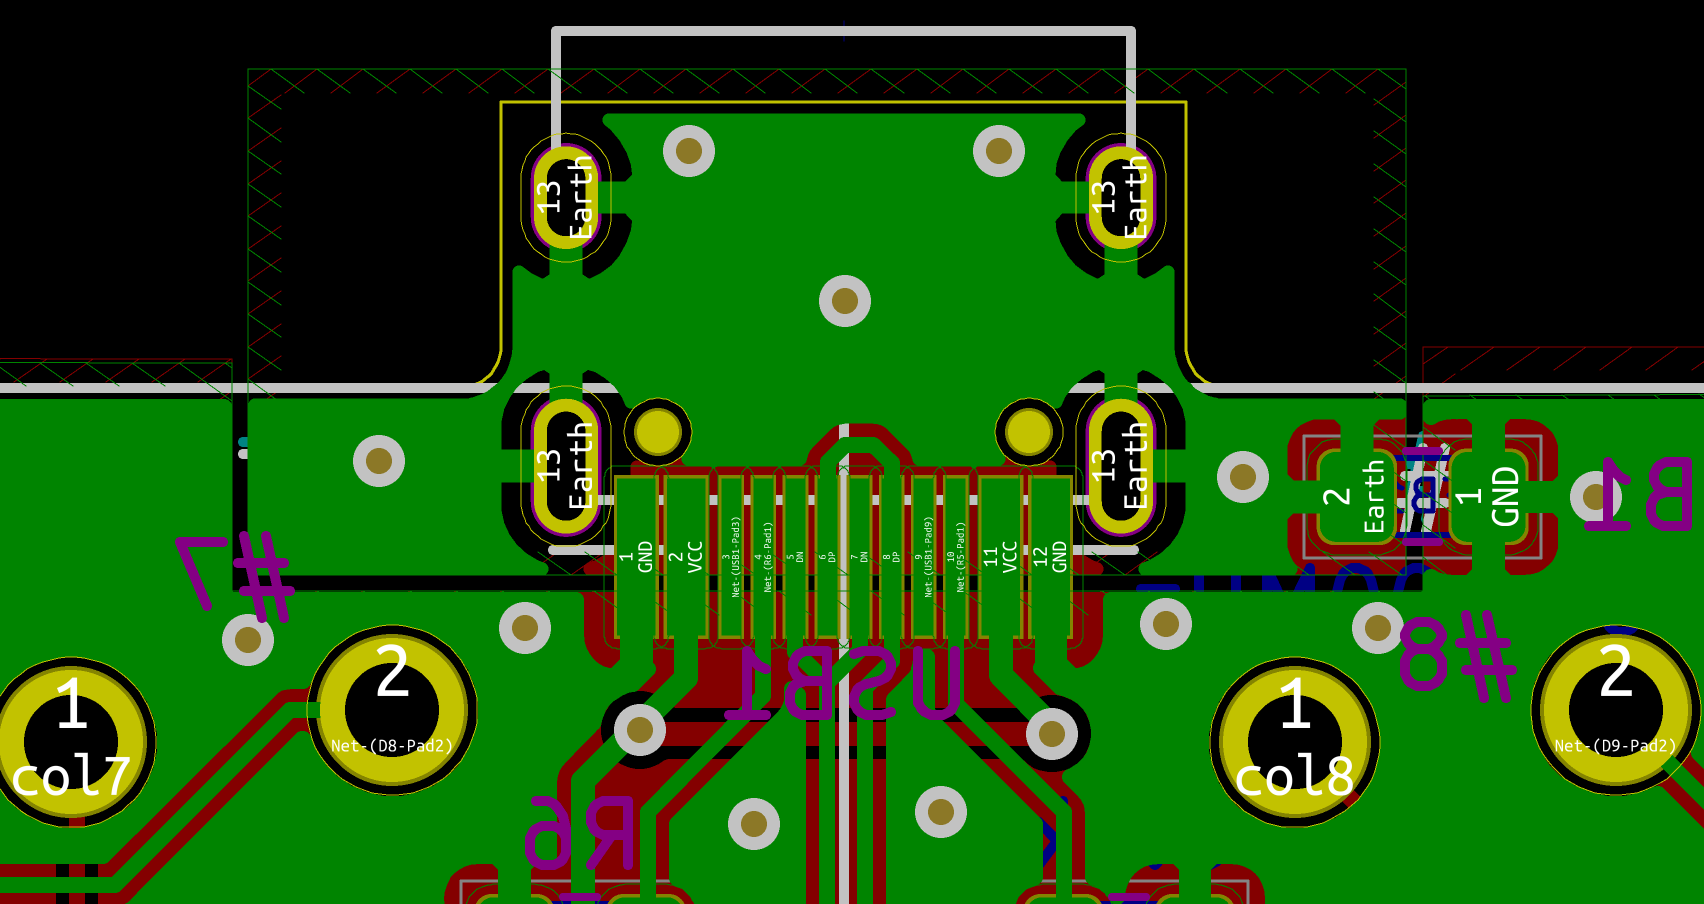 13
Earth
13
Earth
13
Earth
13
Earth
1
GND
2
VCC
3
Net-(USB1-Pad3)
4
Net-(R6-Pad1)
5
DN
6
DP
7
DN
8
DP
9
Net-(USB1-Pad9)
10
Net-(R5-Pad1)
11
VCC
12
GND
2
Earth
1
GND
B1
#7
#8
USB1
1
col7
2
Net-(D8-Pad2)
1
col8
2
Net-(D9-Pad2)
R6